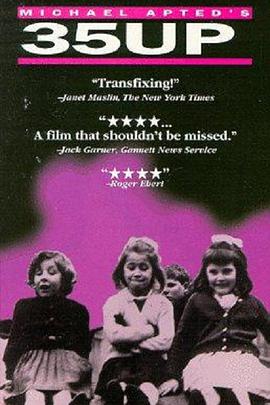 MICHAEL APTED'S
35UP
“Transfixing!”
–Janet Maslin, The New York Times
“★★★★...
A film that shouldn't be missed.”
–Jack Garner, Gannett News Service
“★★★★”
–Roger Ebert